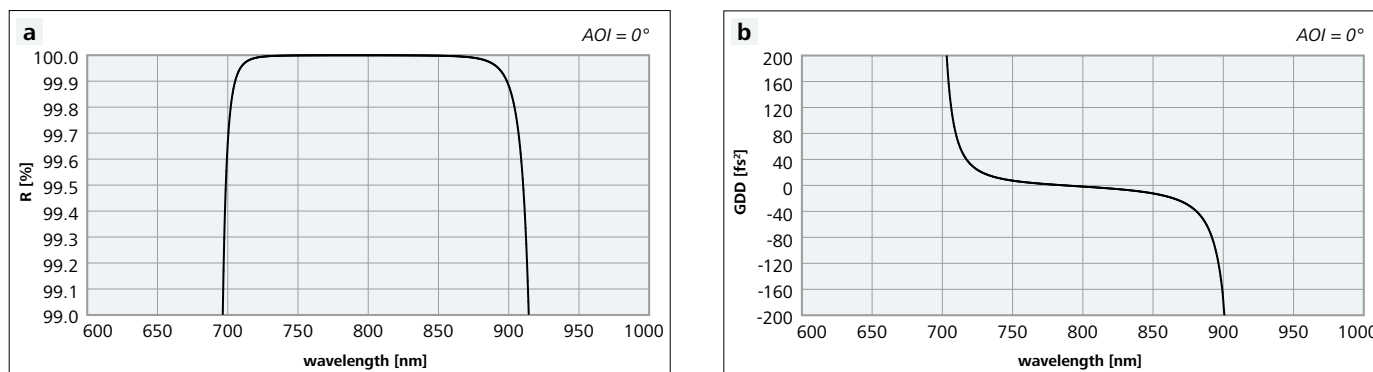 a
AOI = 0°
100.0
99.9
99.8
99.7
99.6
99.5
99.4
99.3
99.2
99.1
99.0
R [%]
600 650 700 750 800 850 900 950 1000
wavelength [nm]
b
AOI = 0°
200
160
120
80
40
0
-40
-80
-120
-160
-200
GDD [fs²]
600 650 700 750 800 850 900 950 1000
wavelength [nm]